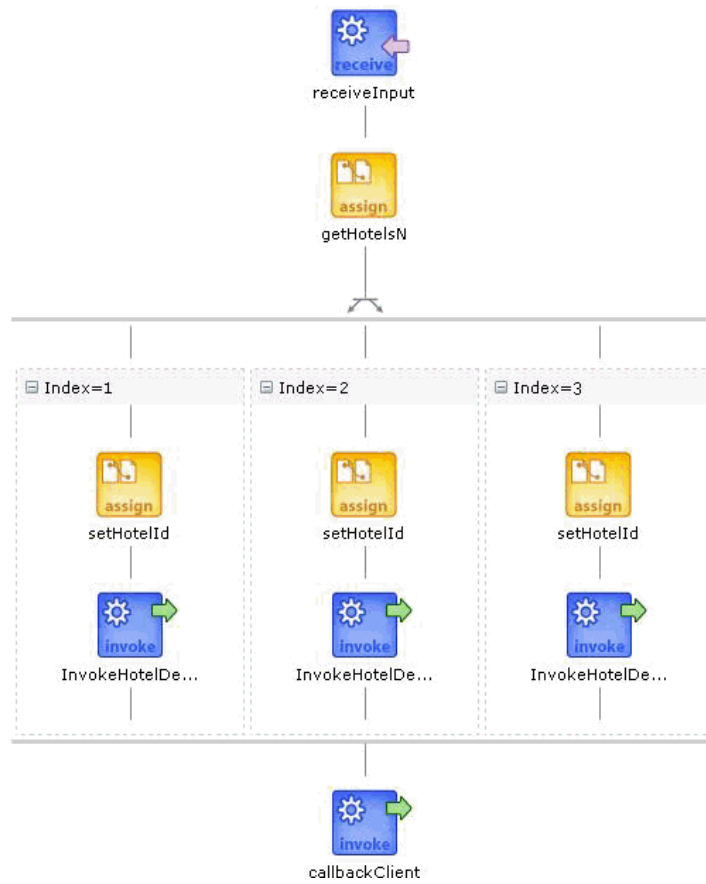 receive
receiveInput
assign
getHotelsN
Index=1
Index=2
Index=3
assign
assign
assign
setHotelId
setHotelId
setHotelId
invoke
invoke
invoke
InvokeHotelDe...
InvokeHotelDe...
InvokeHotelDe...
invoke
callbackClient